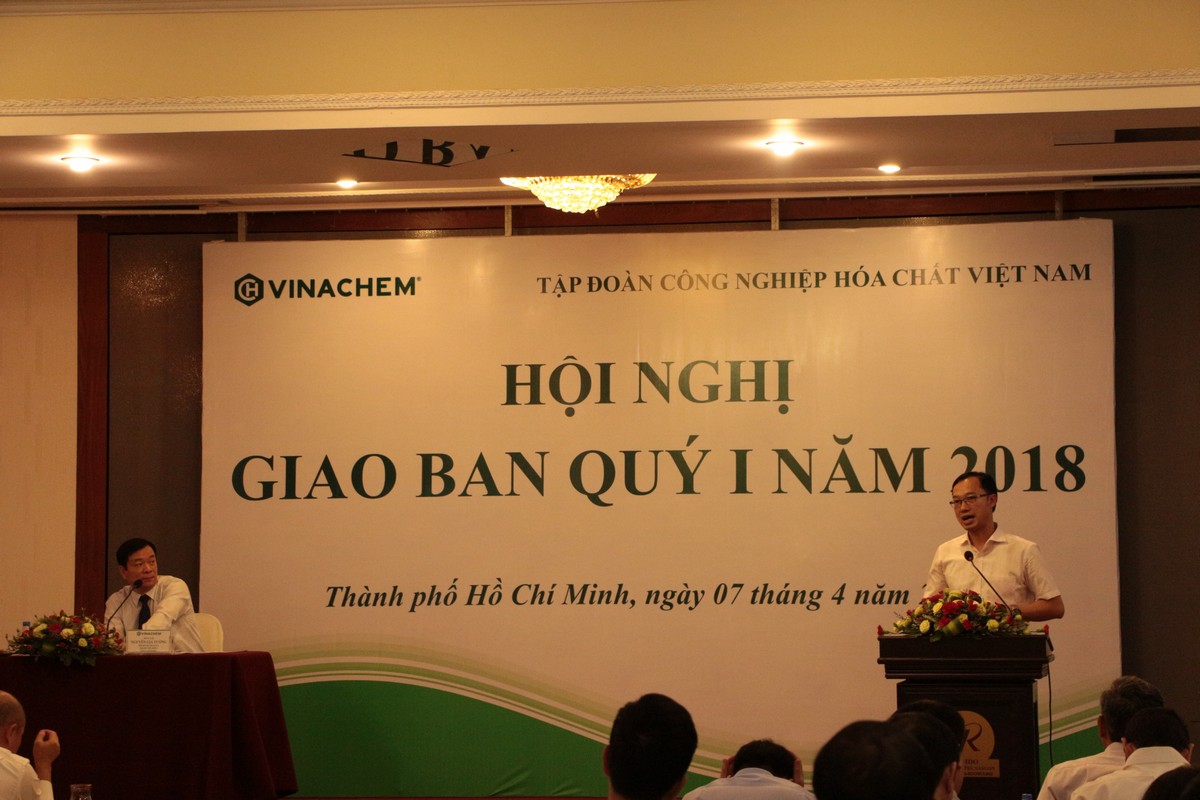 VINACHEM®
TẬP ĐOÀN CÔNG NGHIỆP HÓA CHẤT VIỆT NAM
HỘI NGHỊ
GIAO BAN QUÝ I NĂM 2018
Thành phố Hồ Chí Minh, ngày 07 tháng 4 năm
VINACHEM
R